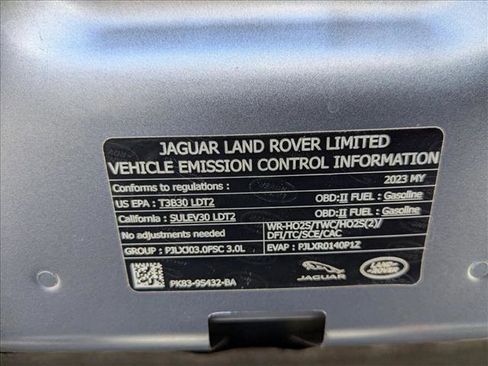 JAGUAR LAND ROVER LIMITED
VEHICLE EMISSION CONTROL INFORMATION
Conforms to regulations: 2023 MY
US EPA : T3B30 LDT2 OBD:II FUEL : Gasoline
California : SULEV30 LDT2 OBD:II FUEL : Gasoline
No adjustments needed WR-HO2S/TWC/HO2S(2)/
DFI/TC/SCE/CAC
GROUP : PJLXJ03.0PSC 3.0L EVAP : PJLXR0140P1Z
PK83-9S432-BA
JAGUAR
LAND-ROVER